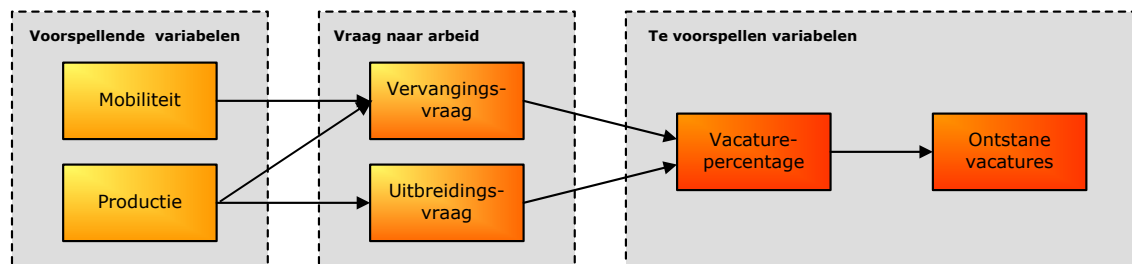 Voorspellende variabelen
Mobiliteit
Productie
Vraag naar arbeid
Vervangings-
vraag
Uitbreidings-
vraag
Te voorspellen variabelen
Vacature-
percentage
Ontstane
vacatures